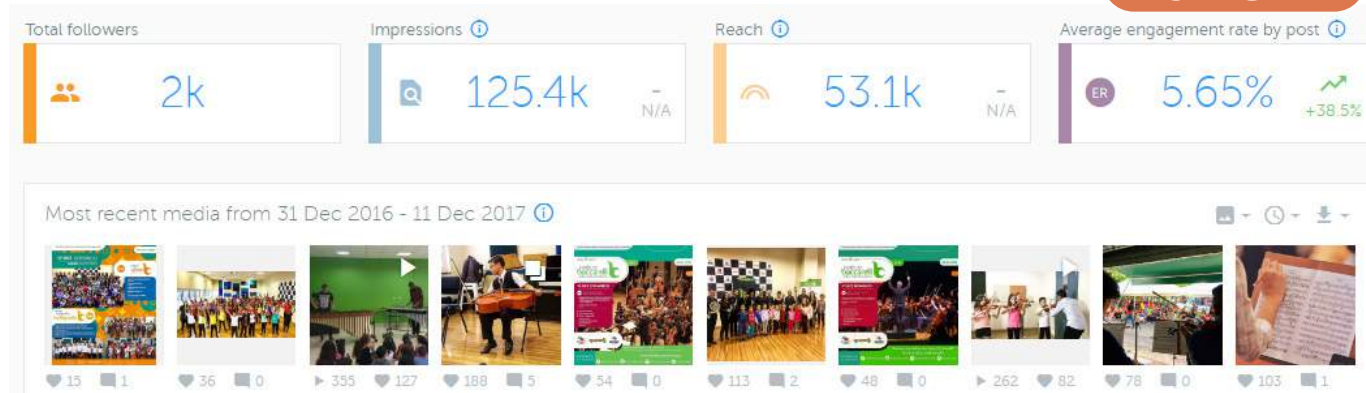 Total followers
Impressions
Reach
Average engagement rate by post
2k
125.4k
-
N/A
53.1k
-
N/A
ER
5.65%
+38.5%
Most recent media from 31 Dec 2016 - 11 Dec 2017
15 1
36 0
355 127
188 5
54 0
113 2
48 0
262 82
78 0
103 1